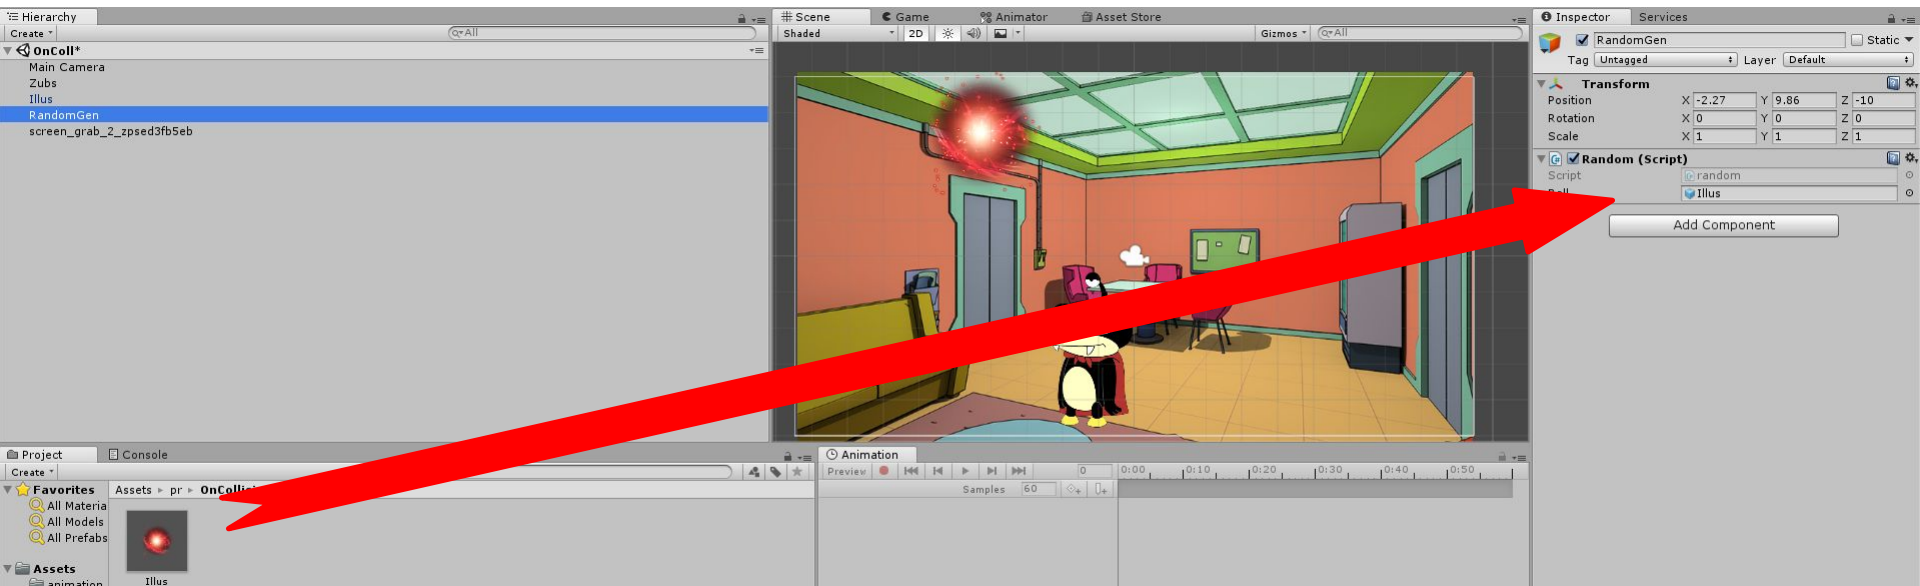 Hierarchy
Create
All
OnColl*
Main Camera
Zubs
Illus
RandomGen
screen_grab_2_zpsed3fb5eb
Scene
Game
Animator
Asset Store
Shaded
2D
Gizmos
All
Inspector
Services
RandomGen
Static
Tag
Untagged
Layer
Default
Transform
Position
X -2.27
Y 9.86
Z -10
Rotation
X 0
Y 0
Z 0
Scale
X 1
Y 1
Z 1
Random (Script)
Script
random
Illus
Add Component
Project
Console
Create
Favorites
All Materia
All Models
All Prefabs
Assets
animation
Assets
pr
Illus
Animation
Preview
0
Samples
60
0:00
0:10
0:20
0:30
0:40
0:50